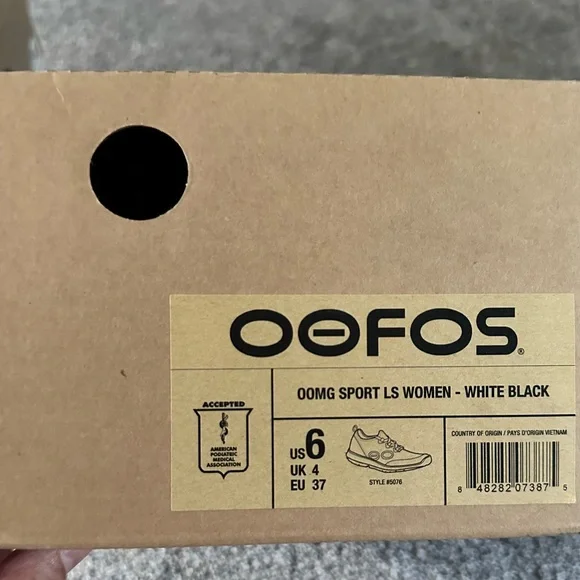 OOFOS®
OOMG SPORT LS WOMEN - WHITE BLACK
ACCEPTED
AMERICAN
PODIATRIC
MEDICAL
ASSOCIATION
US 6
UK 4
EU 37
STYLE #5076
COUNTRY OF ORIGIN / PAYS D'ORIGIN VIETNAM
8 48282 07387 5